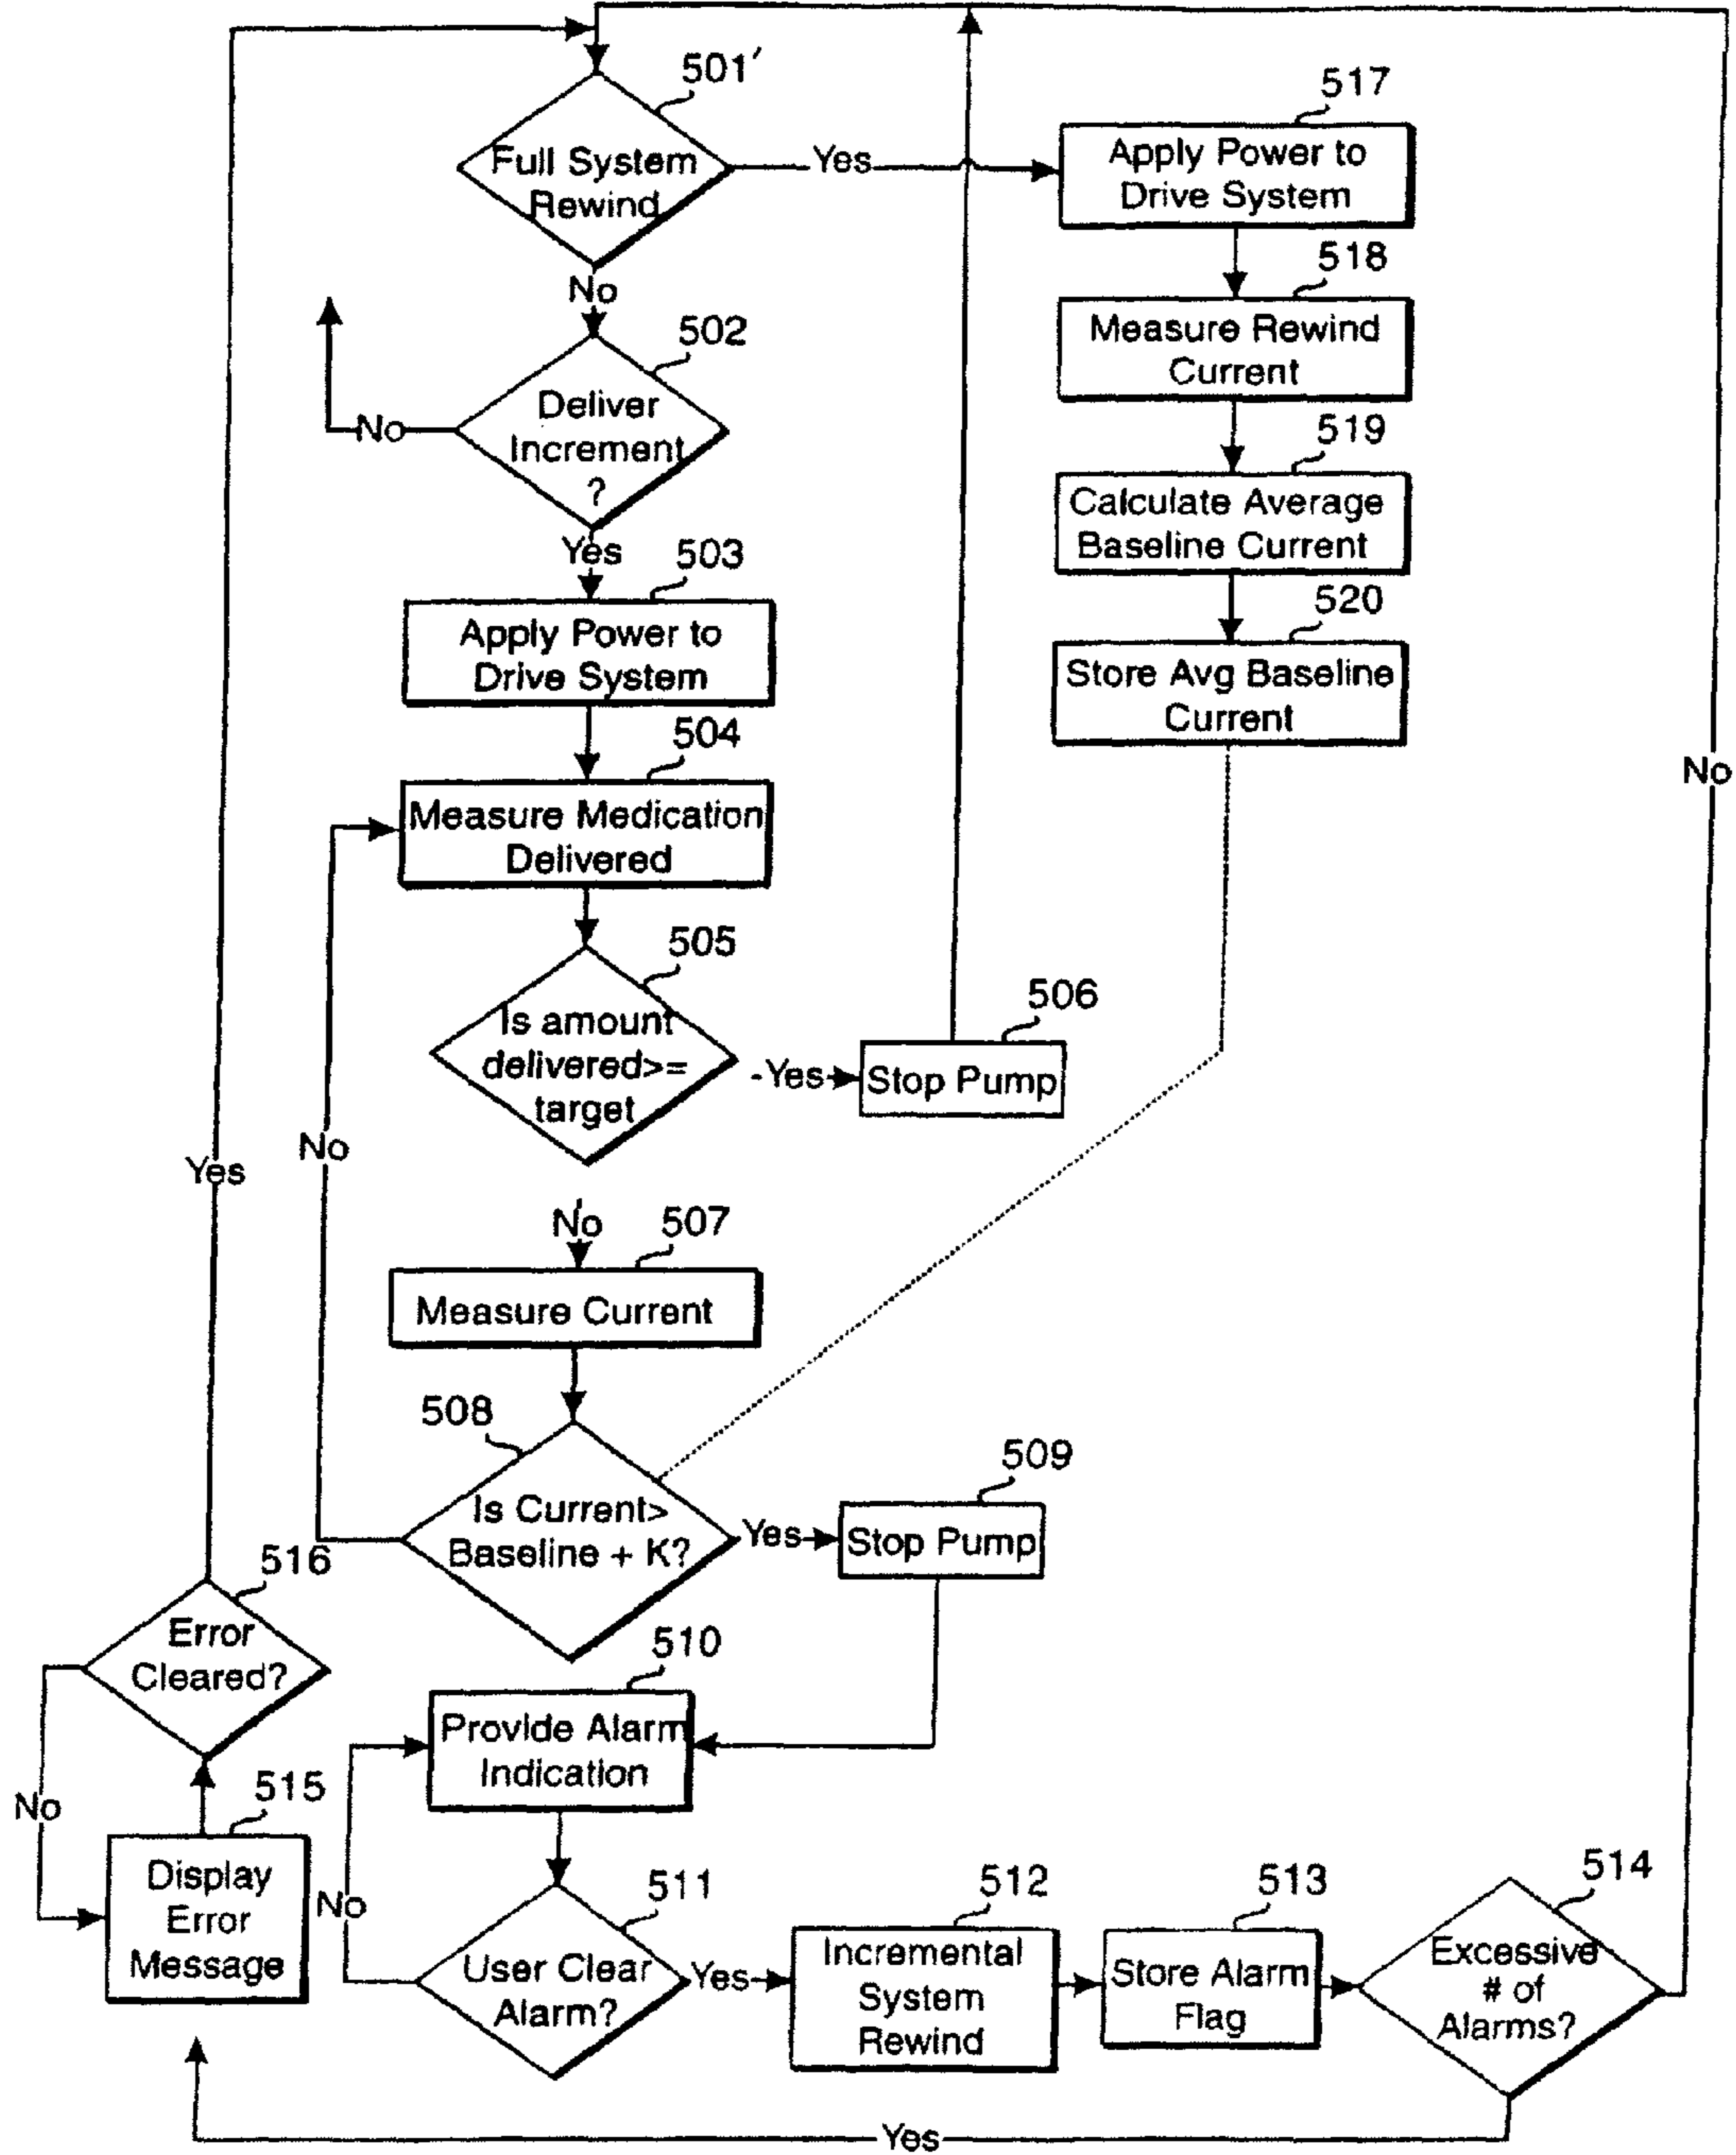 501′
Full System
Rewind
Yes
517
Apply Power to
Drive System
No
518
Measure Rewind
Current
502
Deliver
Increment
?
No
519
Calculate Average
Baseline Current
Yes
503
Apply Power to
Drive System
520
Store Avg Baseline
Current
504
Measure Medication
Delivered
No
505
Is amount
delivered>=
target
-Yes
506
Stop Pump
No
Yes
No
507
Measure Current
508
Is Current>
Baseline + K?
Yes
509
Stop Pump
516
Error
Cleared?
No
510
Provide Alarm
Indication
515
Display
Error
Message
No
511
User Clear
Alarm?
Yes
512
Incremental
System
Rewind
513
Store Alarm
Flag
514
Excessive
# of
Alarms?
Yes